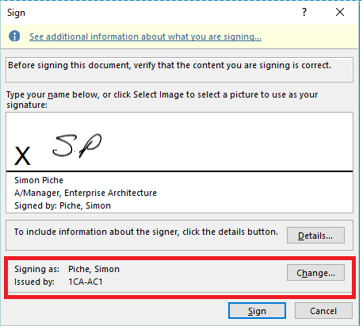 Sign
See additional information about what you are signing...
Before signing this document, verify that the content you are signing is correct.
Type your name below, or click Select Image to select a picture to use as your
signature:
X S.P
Simon Piche
A/Manager, Enterprise Architecture
Signed by: Piche, Simon
To include information about the signer, click the details button.
Details...
Signing as: Piche, Simon
Issued by: 1CA-AC1
Change...
Sign
Cancel